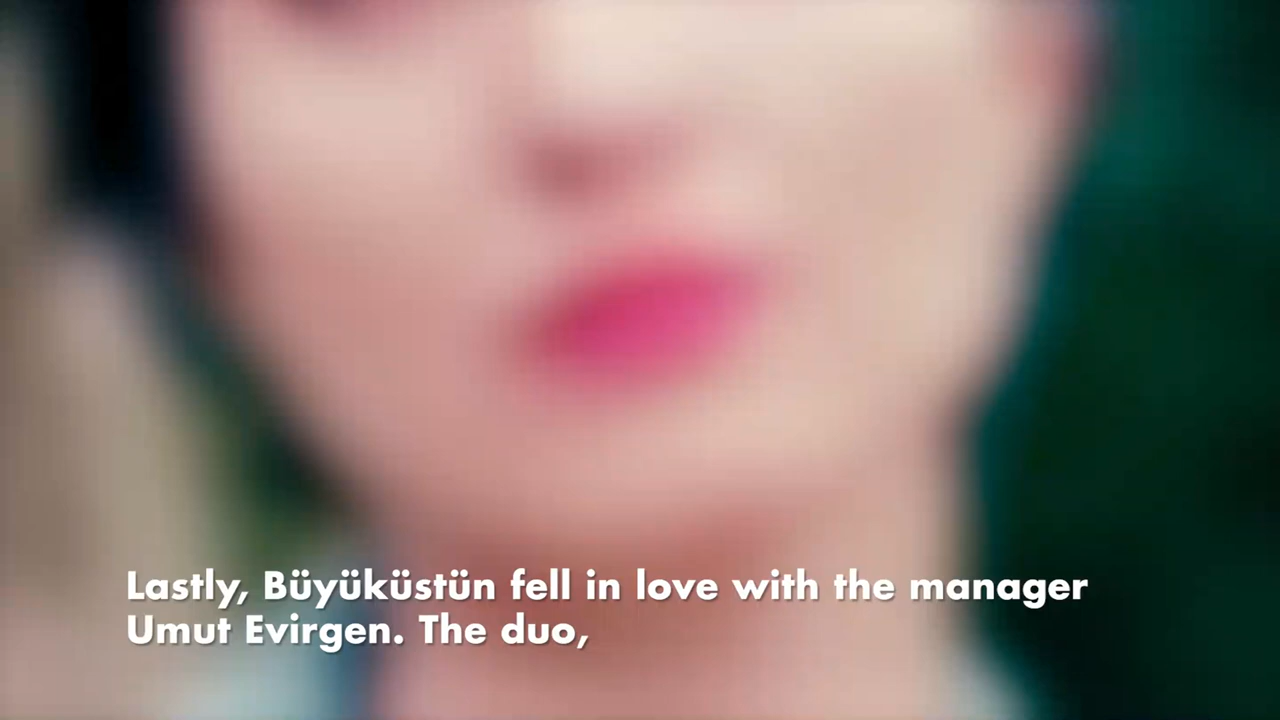 Lastly, Büyüküstün fell in love with the manager
Umut Evirgen. The duo,